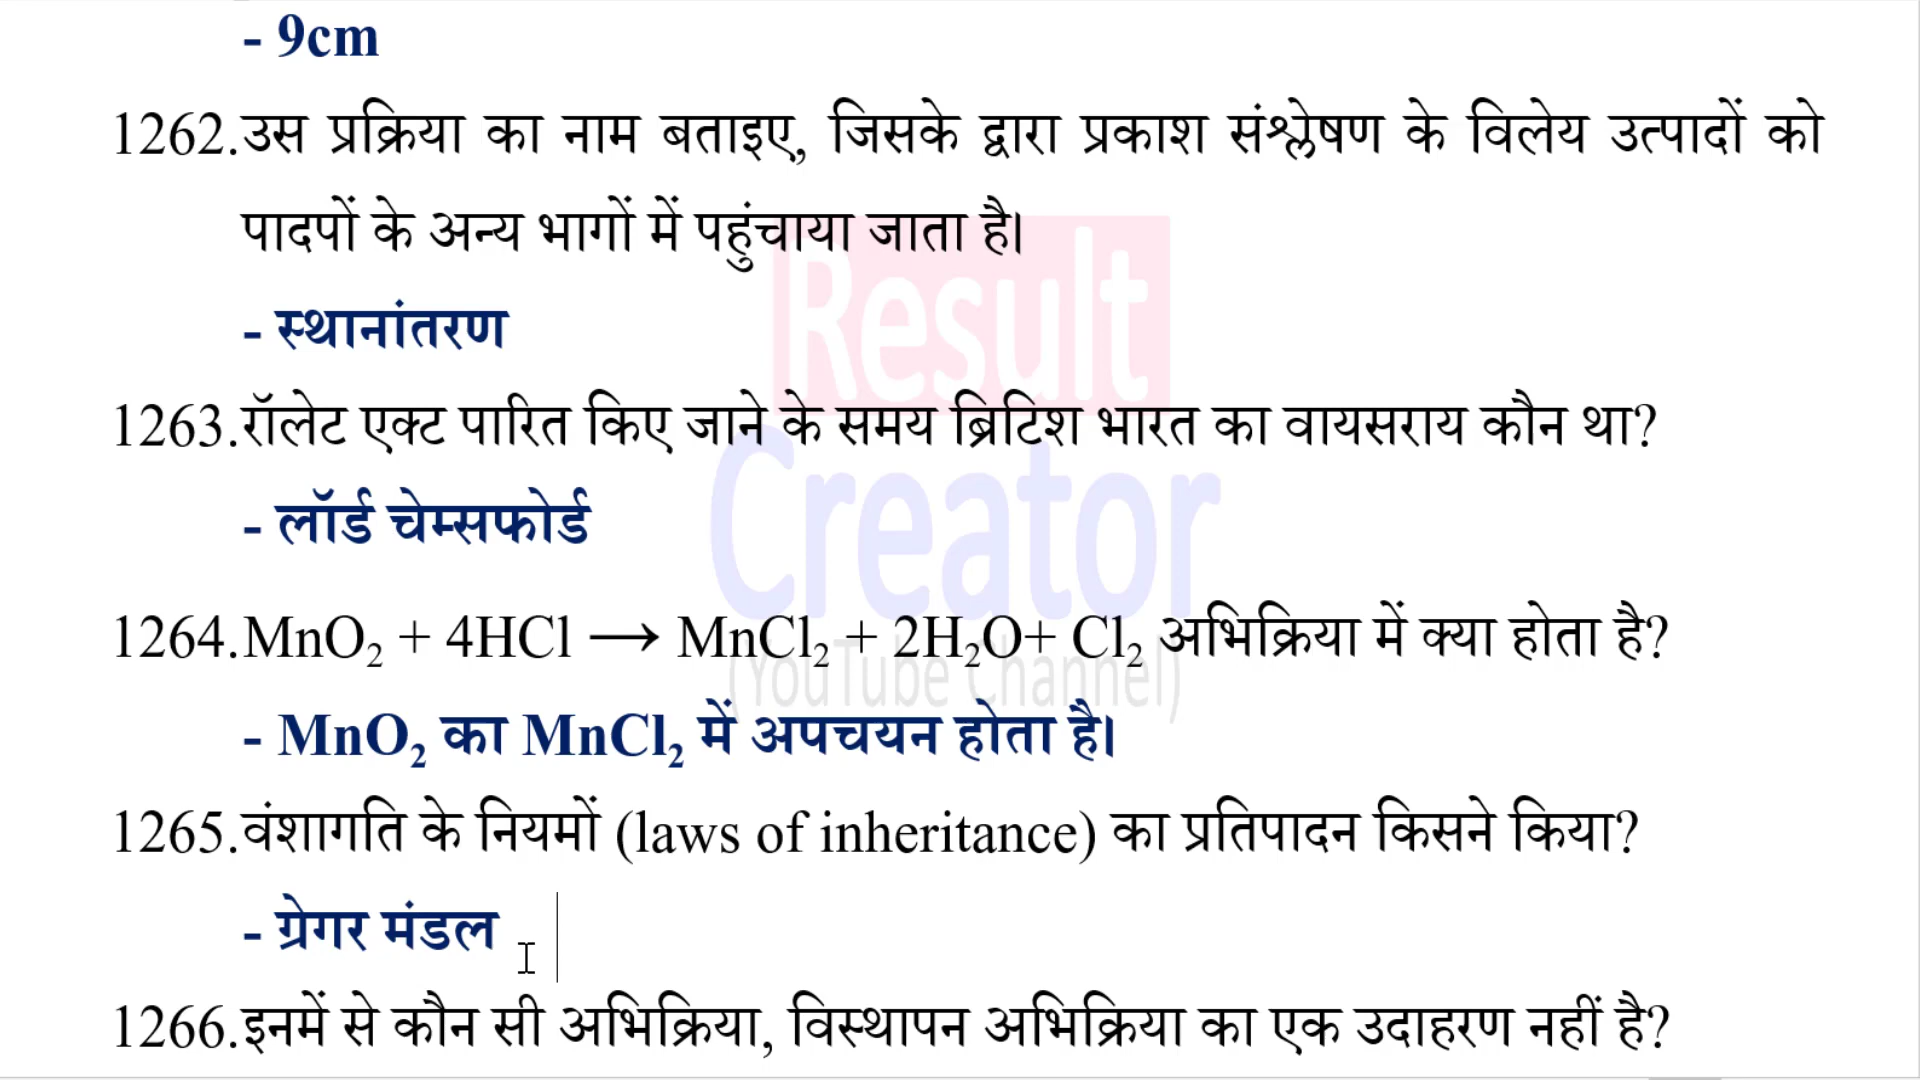 - 9cm
1262.उस प्रक्रिया का नाम बताइए, जिसके द्वारा प्रकाश संश्लेषण के विलेय उत्पादों को
पादपों के अन्य भागों में पहुंचाया जाता है।
- स्थानांतरण
1263.रॉलेट एक्ट पारित किए जाने के समय ब्रिटिश भारत का वायसराय कौन था?
- लॉर्ड चेम्सफोर्ड
1264.MnO₂ + 4HCl ⟶ MnCl₂ + 2H₂O+ Cl₂ अभिक्रिया में क्या होता है?
- MnO₂ का MnCl₂ में अपचयन होता है।
1265.वंशागति के नियमों (laws of inheritance) का प्रतिपादन किसने किया?
- ग्रेगर मंडल
1266.इनमें से कौन सी अभिक्रिया, विस्थापन अभिक्रिया का एक उदाहरण नहीं है?
Result
Creator
(YouTube Channel)